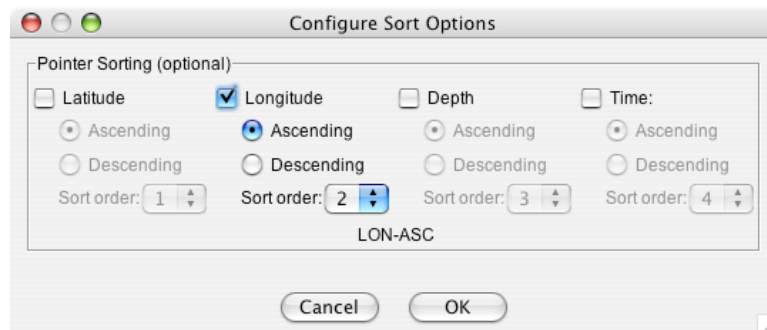 Configure Sort Options
Pointer Sorting (optional)
Latitude Longitude Depth Time:
Ascending Ascending Ascending Ascending
Descending Descending Descending Descending
Sort order: 1 Sort order: 2 Sort order: 3 Sort order: 4
LON-ASC
Cancel OK